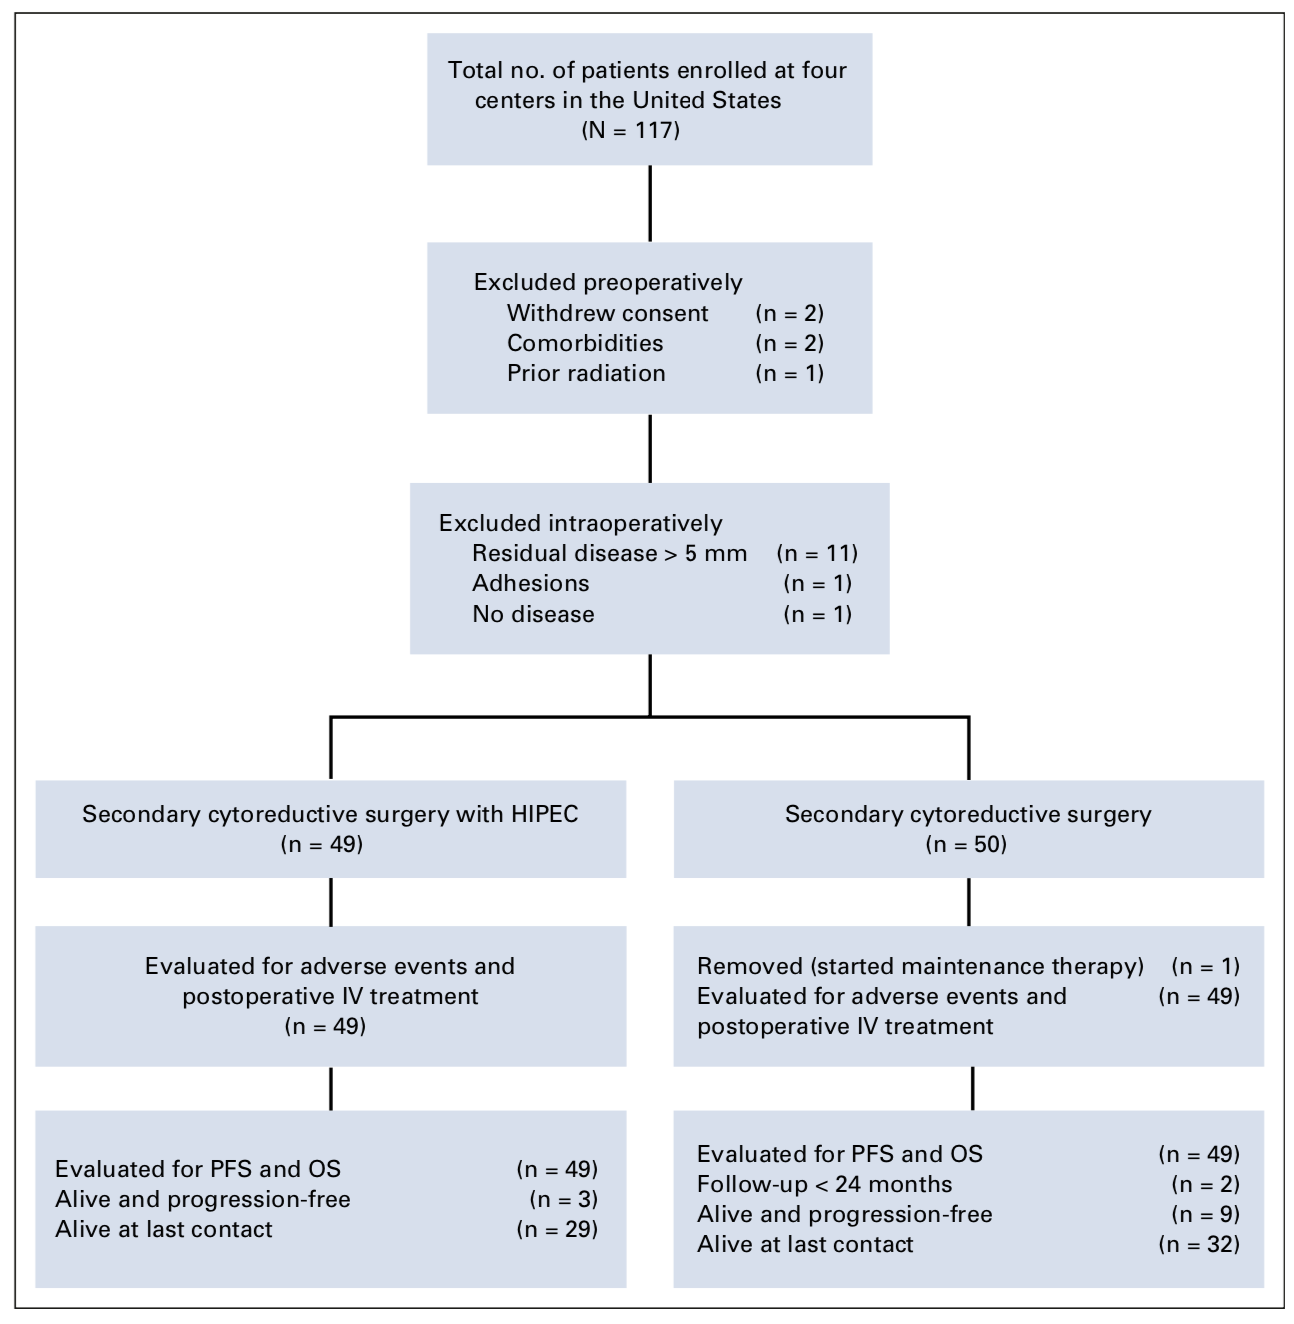 Total no. of patients enrolled at four
centers in the United States
(N = 117)
Excluded preoperatively
Withdrew consent (n = 2)
Comorbidities (n = 2)
Prior radiation (n = 1)
Excluded intraoperatively
Residual disease > 5 mm (n = 11)
Adhesions (n = 1)
No disease (n = 1)
Secondary cytoreductive surgery with HIPEC
(n = 49)
Secondary cytoreductive surgery
(n = 50)
Evaluated for adverse events and
postoperative IV treatment
(n = 49)
Removed (started maintenance therapy) (n = 1)
Evaluated for adverse events and (n = 49)
postoperative IV treatment
Evaluated for PFS and OS (n = 49)
Alive and progression-free (n = 3)
Alive at last contact (n = 29)
Evaluated for PFS and OS (n = 49)
Follow-up < 24 months (n = 2)
Alive and progression-free (n = 9)
Alive at last contact (n = 32)